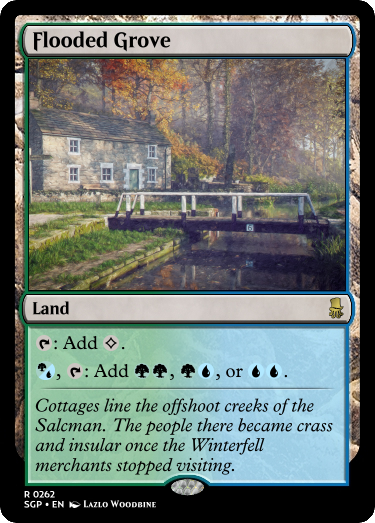 Flooded Grove
Land
: Add .
, : Add , , or .
Cottages line the offshoot creeks of the
Salcman. The people there became crass
and insular once the Winterfell
merchants stopped visiting.
R 0262
SGP • EN Lazlo Woodbine